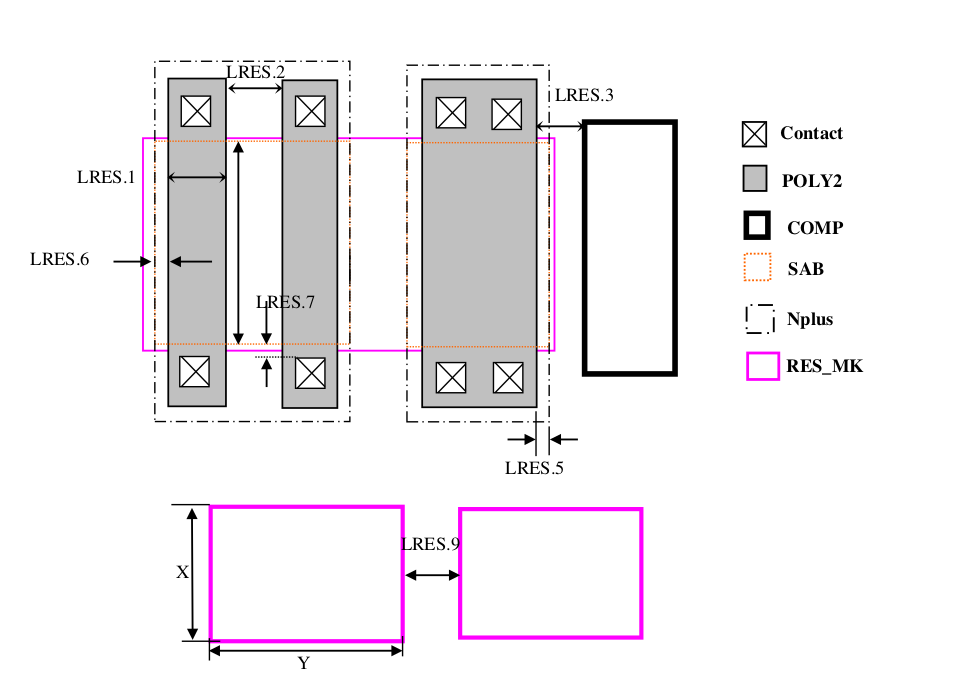 LRES.2
LRES.3
Contact
LRES.1
POLY2
COMP
LRES.6
SAB
LRES.7
Nplus
RES_MK
LRES.5
LRES.9
X
Y